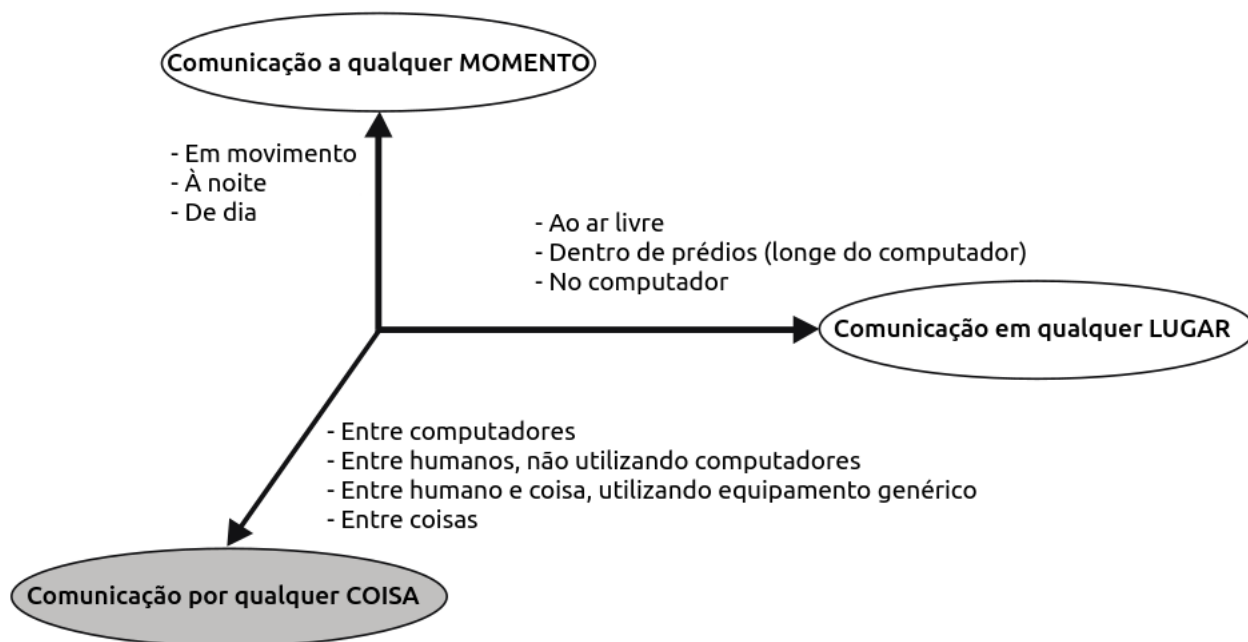 Comunicação a qualquer MOMENTO
- Em movimento
- À noite
- De dia
- Ao ar livre
- Dentro de prédios (longe do computador)
- No computador
Comunicação em qualquer LUGAR
- Entre computadores
- Entre humanos, não utilizando computadores
- Entre humano e coisa, utilizando equipamento genérico
- Entre coisas
Comunicação por qualquer COISA